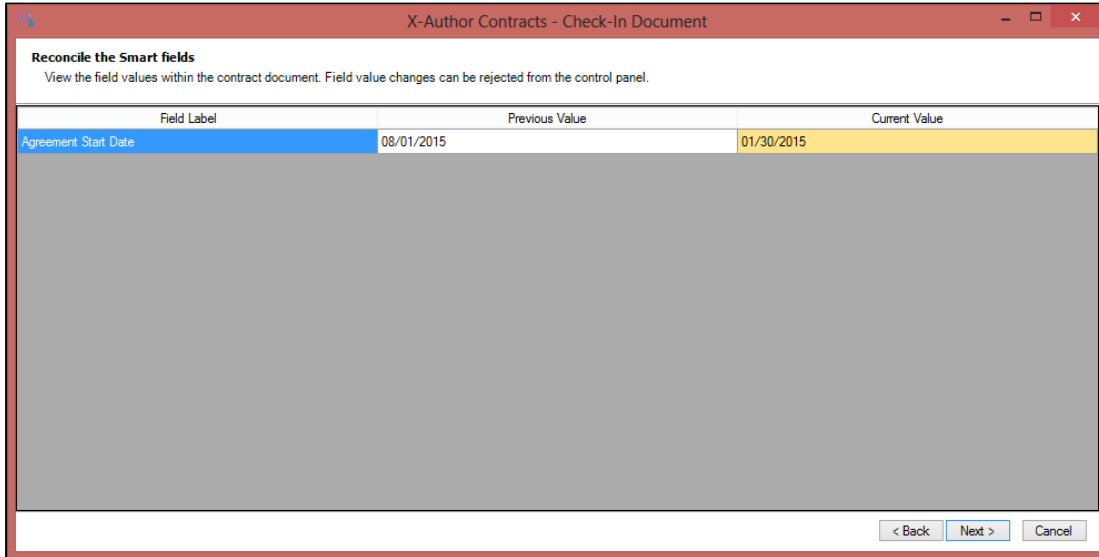 X-Author Contracts - Check-In Document
Reconcile the Smart fields
View the field values within the contract document. Field value changes can be rejected from the control panel.
Field Label Previous Value Current Value
Agreement Start Date 08/01/2015 01/30/2015
< Back Next > Cancel